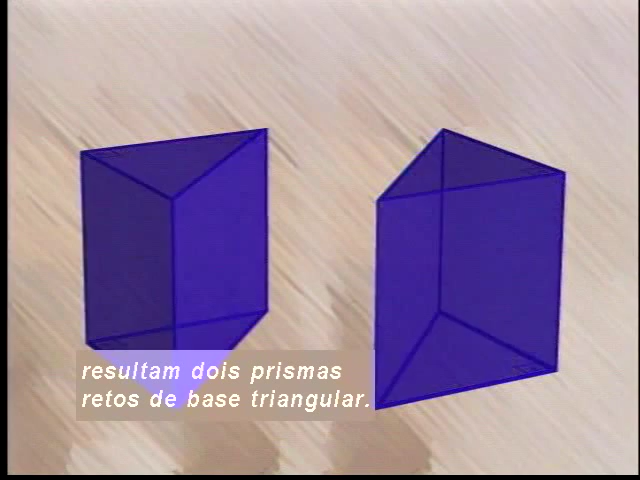 resultam dois prismas
retos de base triangular.